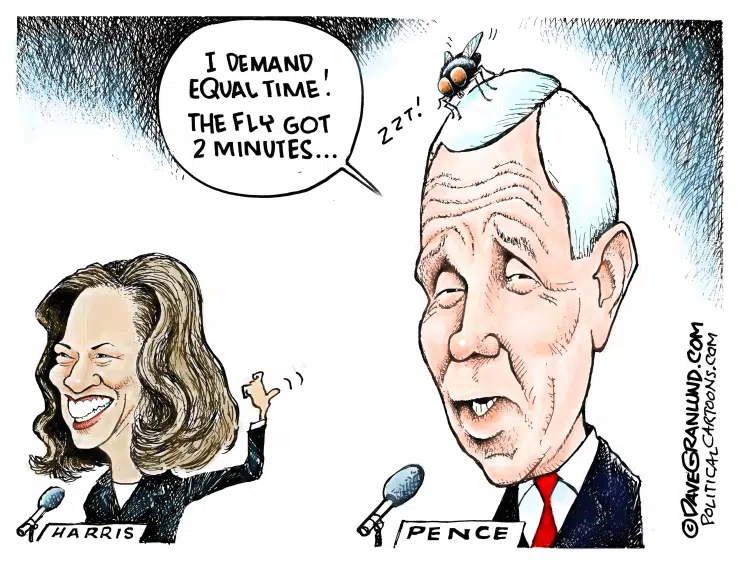 I DEMAND
EQUAL TIME!
THE FLY GOT
2 MINUTES...
ZZT!
HARRIS
PENCE
©DAVEGRANLUND.COM
POLITICALCARTOONS.COM